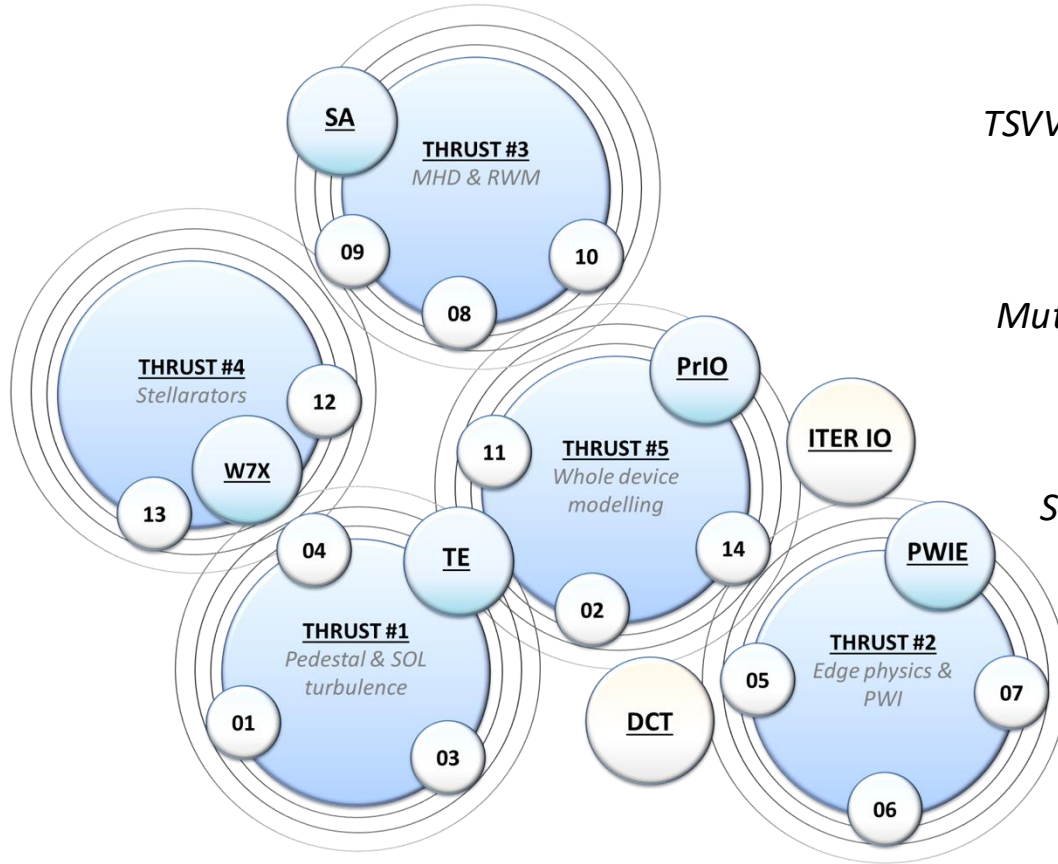 SA
THRUST #3
MHD & RWM
09
10
08
TSVV
THRUST #4
Stellarators
12
W7X
13
PrIO
11
THRUST #5
Whole device
modelling
14
02
ITER IO
04
TE
THRUST #1
Pedestal & SOL
turbulence
01
03
DCT
PWIE
THRUST #2
Edge physics &
PWI
05
07
06
S